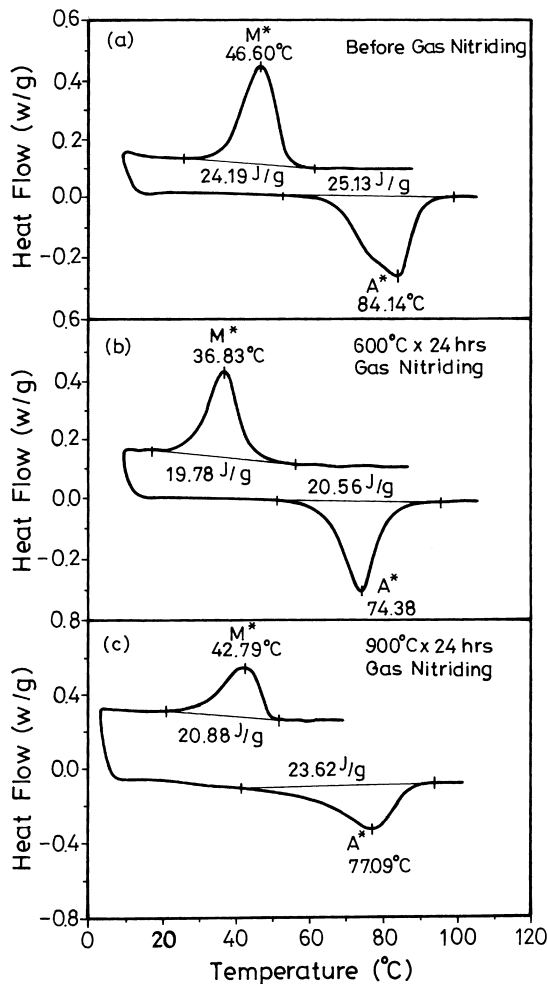 0.6
(a)
M*
46.60°C
Before Gas Nitriding
0.4
0.2
24.19 J/g
25.13 J/g
0.0
-0.2
A*
84.14°C
Heat Flow (w/g)
0.6
(b)
M*
36.83°C
600°C x 24 hrs
Gas Nitriding
0.4
0.2
19.78 J/g
20.56 J/g
0.0
-0.2
A*
74.38
Heat Flow (w/g)
0.8
(c)
M*
42.79°C
900°C x 24 hrs
Gas Nitriding
0.4
20.88 J/g
23.62 J/g
0.0
-0.4
A*
77.09°C
Heat Flow (w/g)
-0.8
0 20 40 60 80 100 120
Temperature (°C)